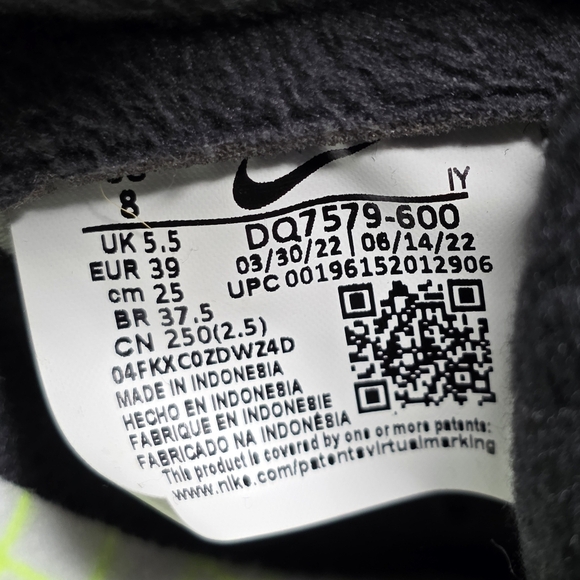 IY
8
DQ7579-600
UK 5.5
03/30/22 | 06/14/22
EUR 39
UPC 00196152012906
cm 25
BR 37.5
CN 250(2.5)
04FKXC0ZDWZ4D
MADE IN INDONESIA
HECHO EN INDONESIA
FABRIQUE EN INDONESIE
FABRICADO NA INDONÉSIA
This product is covered by one or more patents:
www.nike.com/patentsvirtualmarking